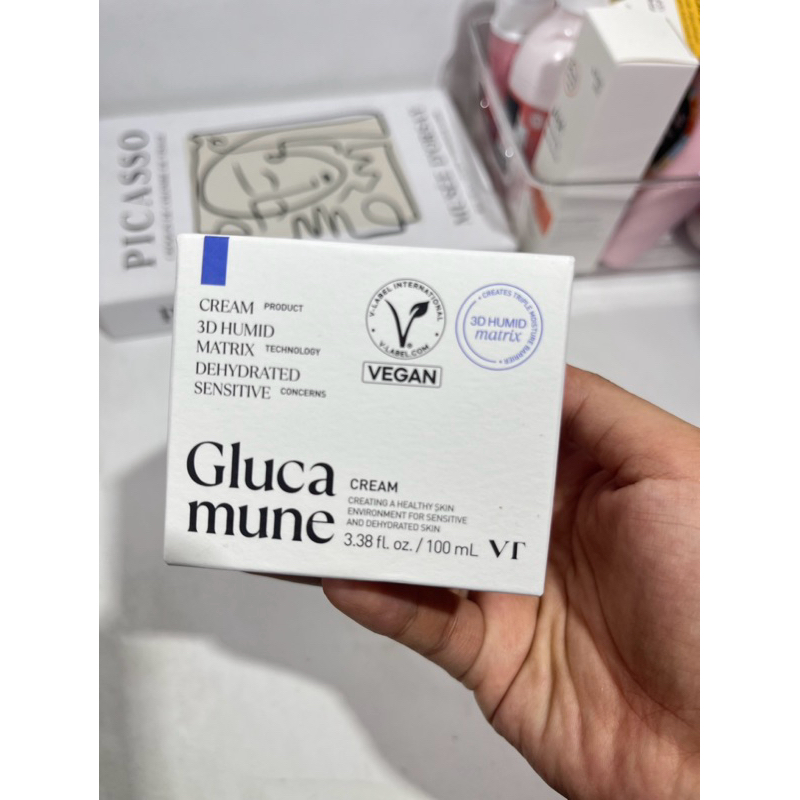 PICASSO
CREAM PRODUCT
3D HUMID
MATRIX TECHNOLOGY
DEHYDRATED
SENSITIVE CONCERNS
V-LABEL INTERNATIONAL
V-LABEL.COM
VEGAN
CREATES TRIPLE MOISTURE BARRIER
3D HUMID
matrix
Gluca
mune
CREAM
CREATING A HEALTHY SKIN
ENVIRONMENT FOR SENSITIVE
AND DEHYDRATED SKIN
3.38 fl. oz. / 100 mL VT